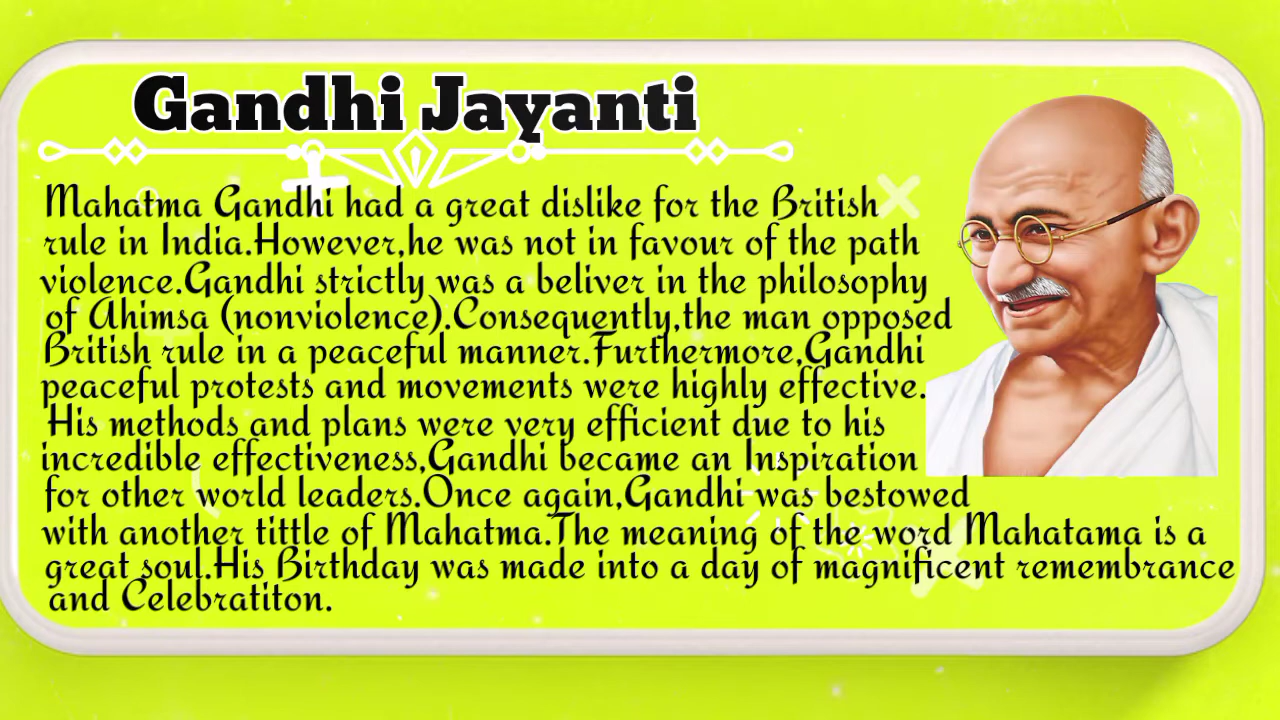 Gandhi Jayanti
Mahatma Gandhi had a great dislike for the British
rule in India.However,he was not in favour of the path
violence.Gandhi strictly was a beliver in the philosophy
of Ahimsa (nonviolence).Consequently,the man opposed
British rule in a peaceful manner.Furthermore,Gandhi
peaceful protests and movements were highly effective.
His methods and plans were very efficient due to his
incredible effectiveness,Gandhi became an Inspiration
for other world leaders.Once again,Gandhi was bestowed
with another tittle of Mahatma.The meaning of the word Mahatama is a
great soul.His Birthday was made into a day of magnificent remembrance
and Celebratiton.